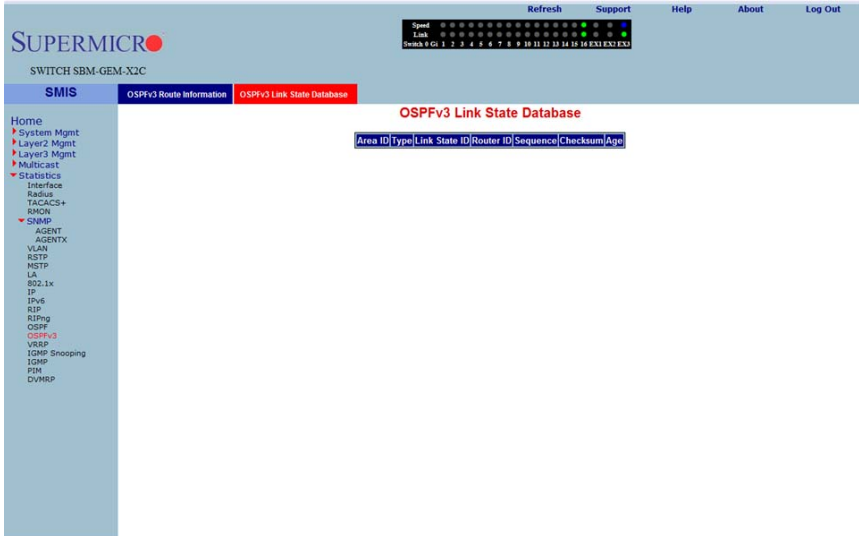 Refresh Support Help About Log Out
Speed
Link
Switch 0 Gi 1 2 3 4 5 6 7 8 9 10 11 12 13 14 15 16 EX1 EX2 EX3
SUPERMICRO
SWITCH SBM-GEM-X2C
SMIS
OSPFv3 Route Information OSPFv3 Link State Database
OSPFv3 Link State Database
Area ID Type Link State ID Router ID Sequence Checksum Age
Home
System Mgmt
Layer2 Mgmt
Layer3 Mgmt
Multicast
Statistics
Interface
Radius
TACACS+
RMON
SNMP
AGENT
AGENTX
VLAN
RSTP
MSTP
LA
802.1x
IP
IPv6
RIP
RIPng
OSPF
OSPFv3
VRRP
IGMP Snooping
IGMP
PIM
DVMRP